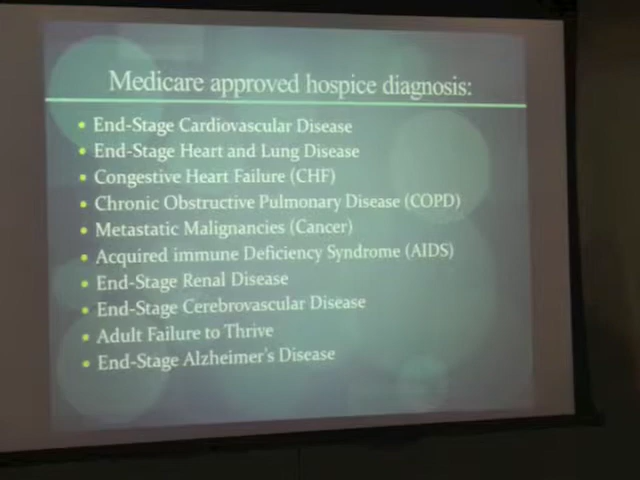 Medicare approved hospice diagnosis:
• End-Stage Cardiovascular Disease
• End-Stage Heart and Lung Disease
• Congestive Heart Failure (CHF)
• Chronic Obstructive Pulmonary Disease (COPD)
• Metastatic Malignancies (Cancer)
• Acquired immune Deficiency Syndrome (AIDS)
• End-Stage Renal Disease
• End-Stage Cerebrovascular Disease
• Adult Failure to Thrive
• End-Stage Alzheimer's Disease